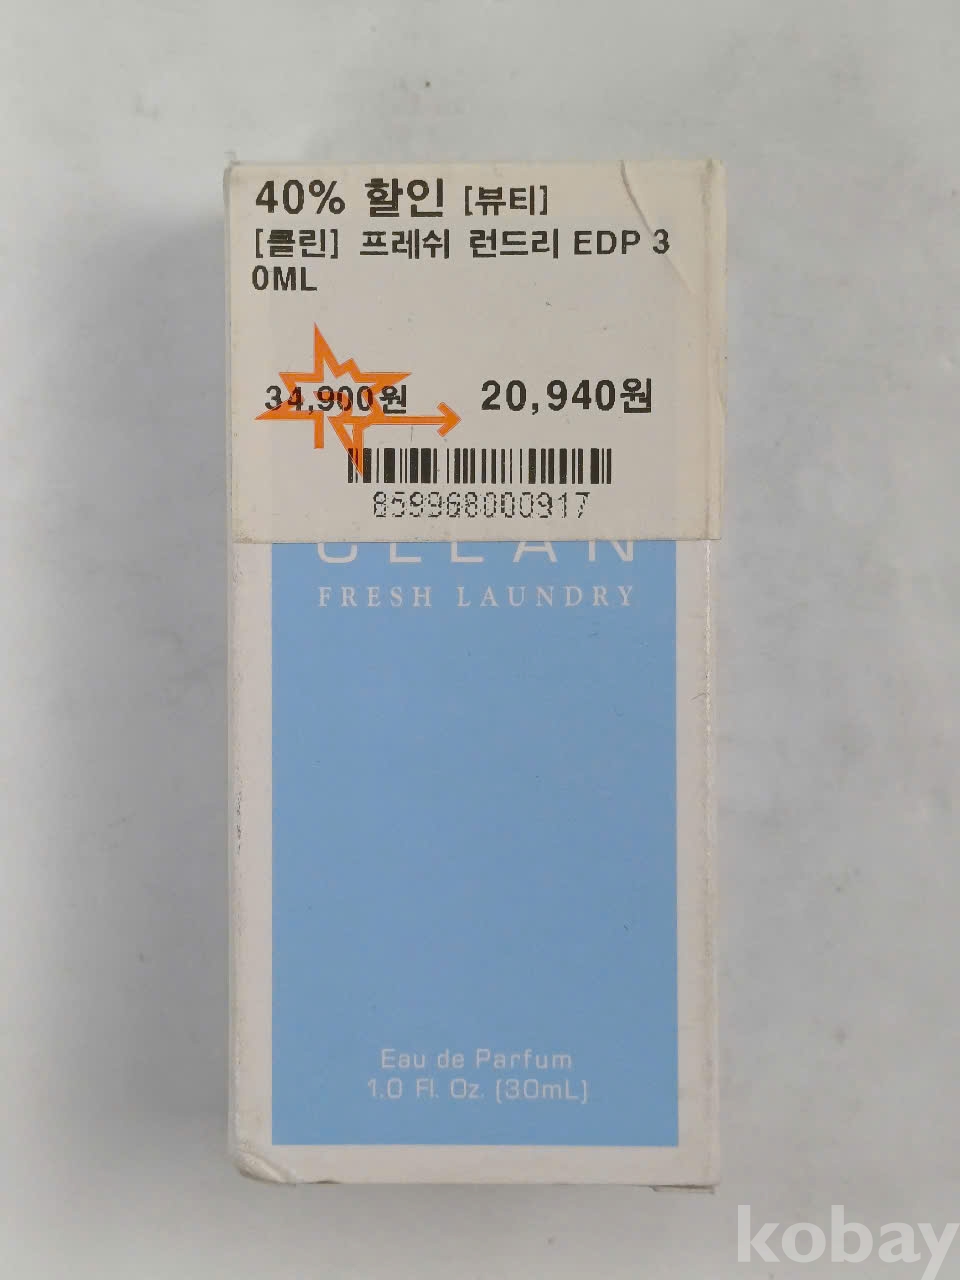 40% 할인 [뷰티]
[클린] 프레쉬 런드리 EDP 3
0ML
34,900원 20,940원
859968000917
CLEAN
FRESH LAUNDRY
Eau de Parfum
1.0 Fl. Oz. (30mL)
kobay